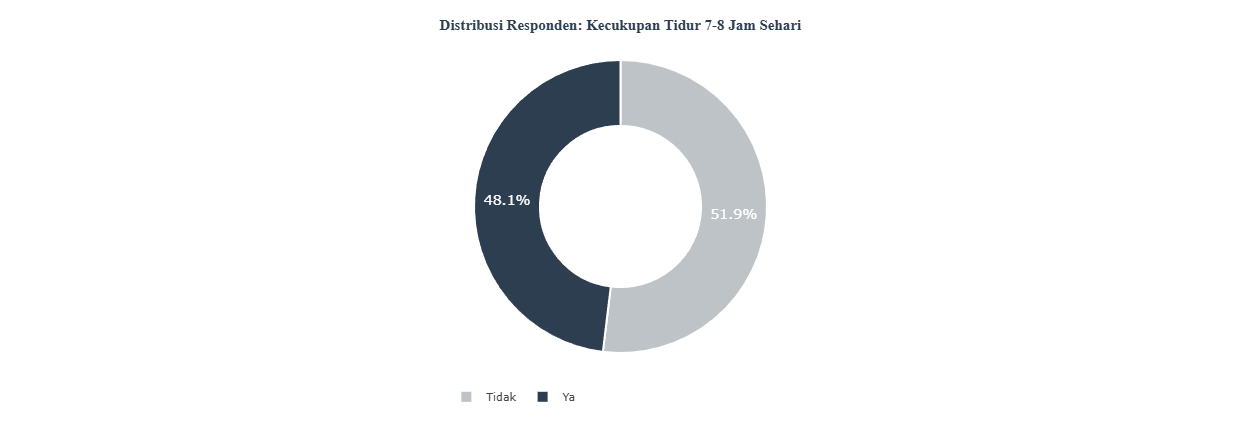 Distribusi Responden: Kecukupan Tidur 7-8 Jam Sehari
48.1%
51.9%
Tidak
Ya